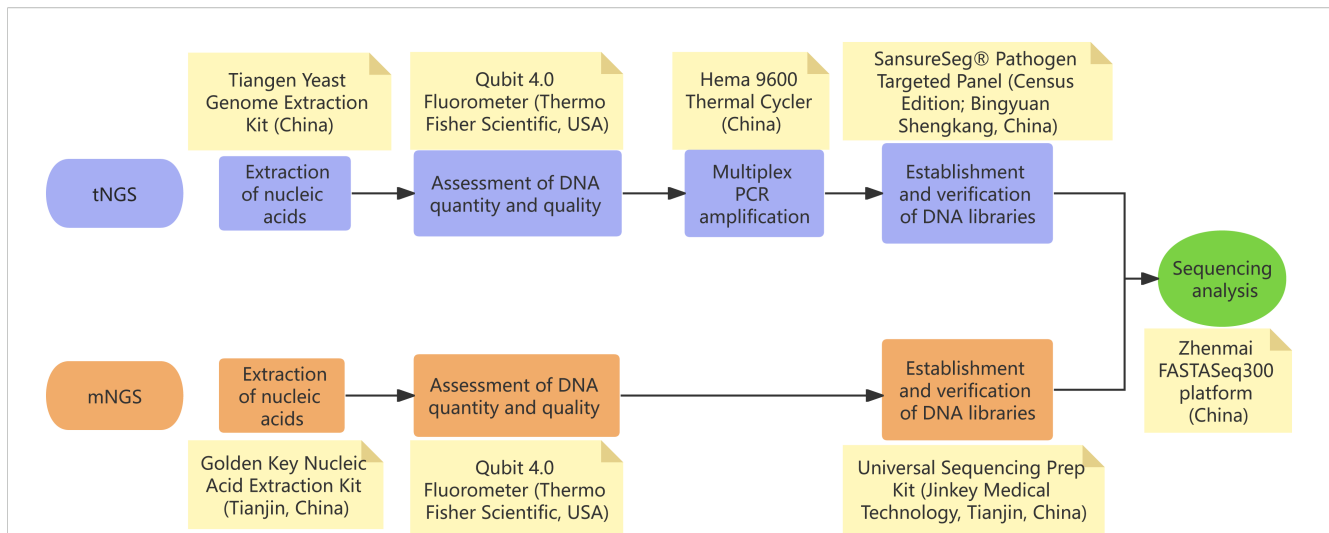 Tiangen Yeast
Genome Extraction
Kit (China)
Qubit 4.0
Fluorometer (Thermo
Fisher Scientific, USA)
Hema 9600
Thermal Cycler
(China)
SansureSeg® Pathogen
Targeted Panel (Census
Edition; Bingyuan
Shengkang, China)
tNGS
Extraction
of nucleic
acids
Assessment of DNA
quantity and quality
Multiplex
PCR
amplification
Establishment
and verification
of DNA libraries
Sequencing
analysis
Zhenmai
FASTASeq300
platform
(China)
mNGS
Extraction
of nucleic
acids
Assessment of DNA
quantity and quality
Establishment
and verification
of DNA libraries
Golden Key Nucleic
Acid Extraction Kit
(Tianjin, China)
Qubit 4.0
Fluorometer (Thermo
Fisher Scientific, USA)
Universal Sequencing Prep
Kit (Jinkey Medical
Technology, Tianjin, China)